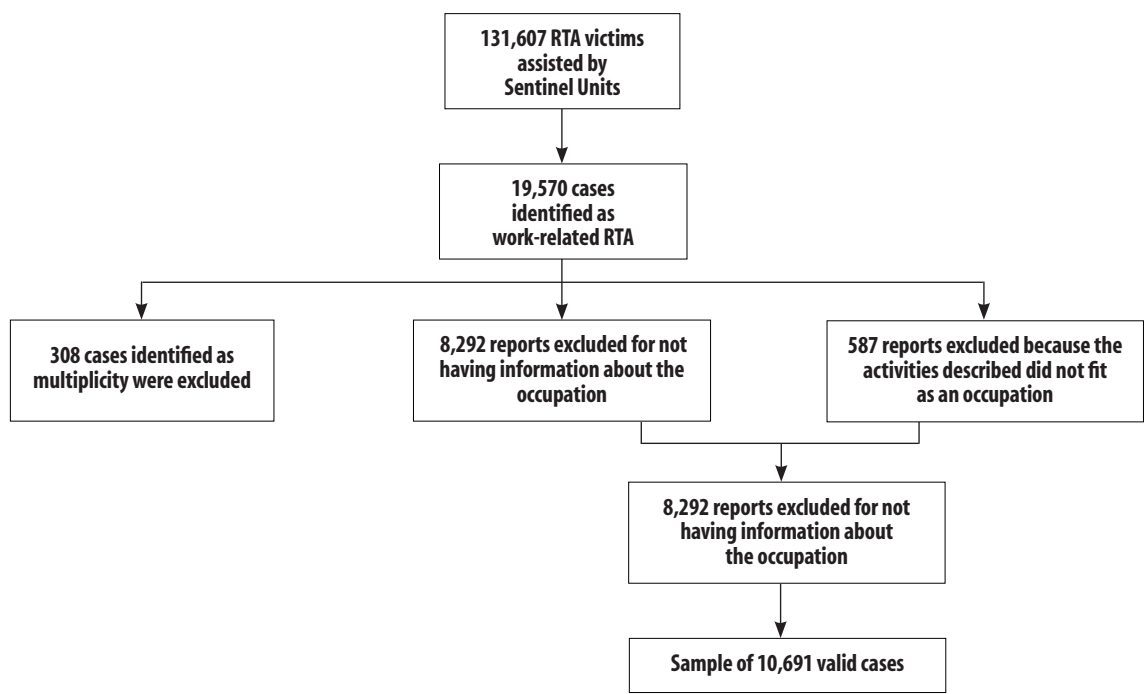 131,607 RTA victims
assisted by
Sentinel Units
19,570 cases
identified as
work-related RTA
308 cases identified as
multiplicity were excluded
8,292 reports excluded for not
having information about the
occupation
587 reports excluded because the
activities described did not fit
as an occupation
8,292 reports excluded for not
having information about
the occupation
Sample of 10,691 valid cases